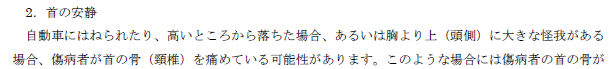 ２．首の安静
自動車にはねられたり、高いところから落ちた場合、あるいは胸より上（頭側）に大きな怪我がある
場合、傷病者が首の骨（頸椎）を痛めている可能性があります。このような場合には傷病者の首の骨が